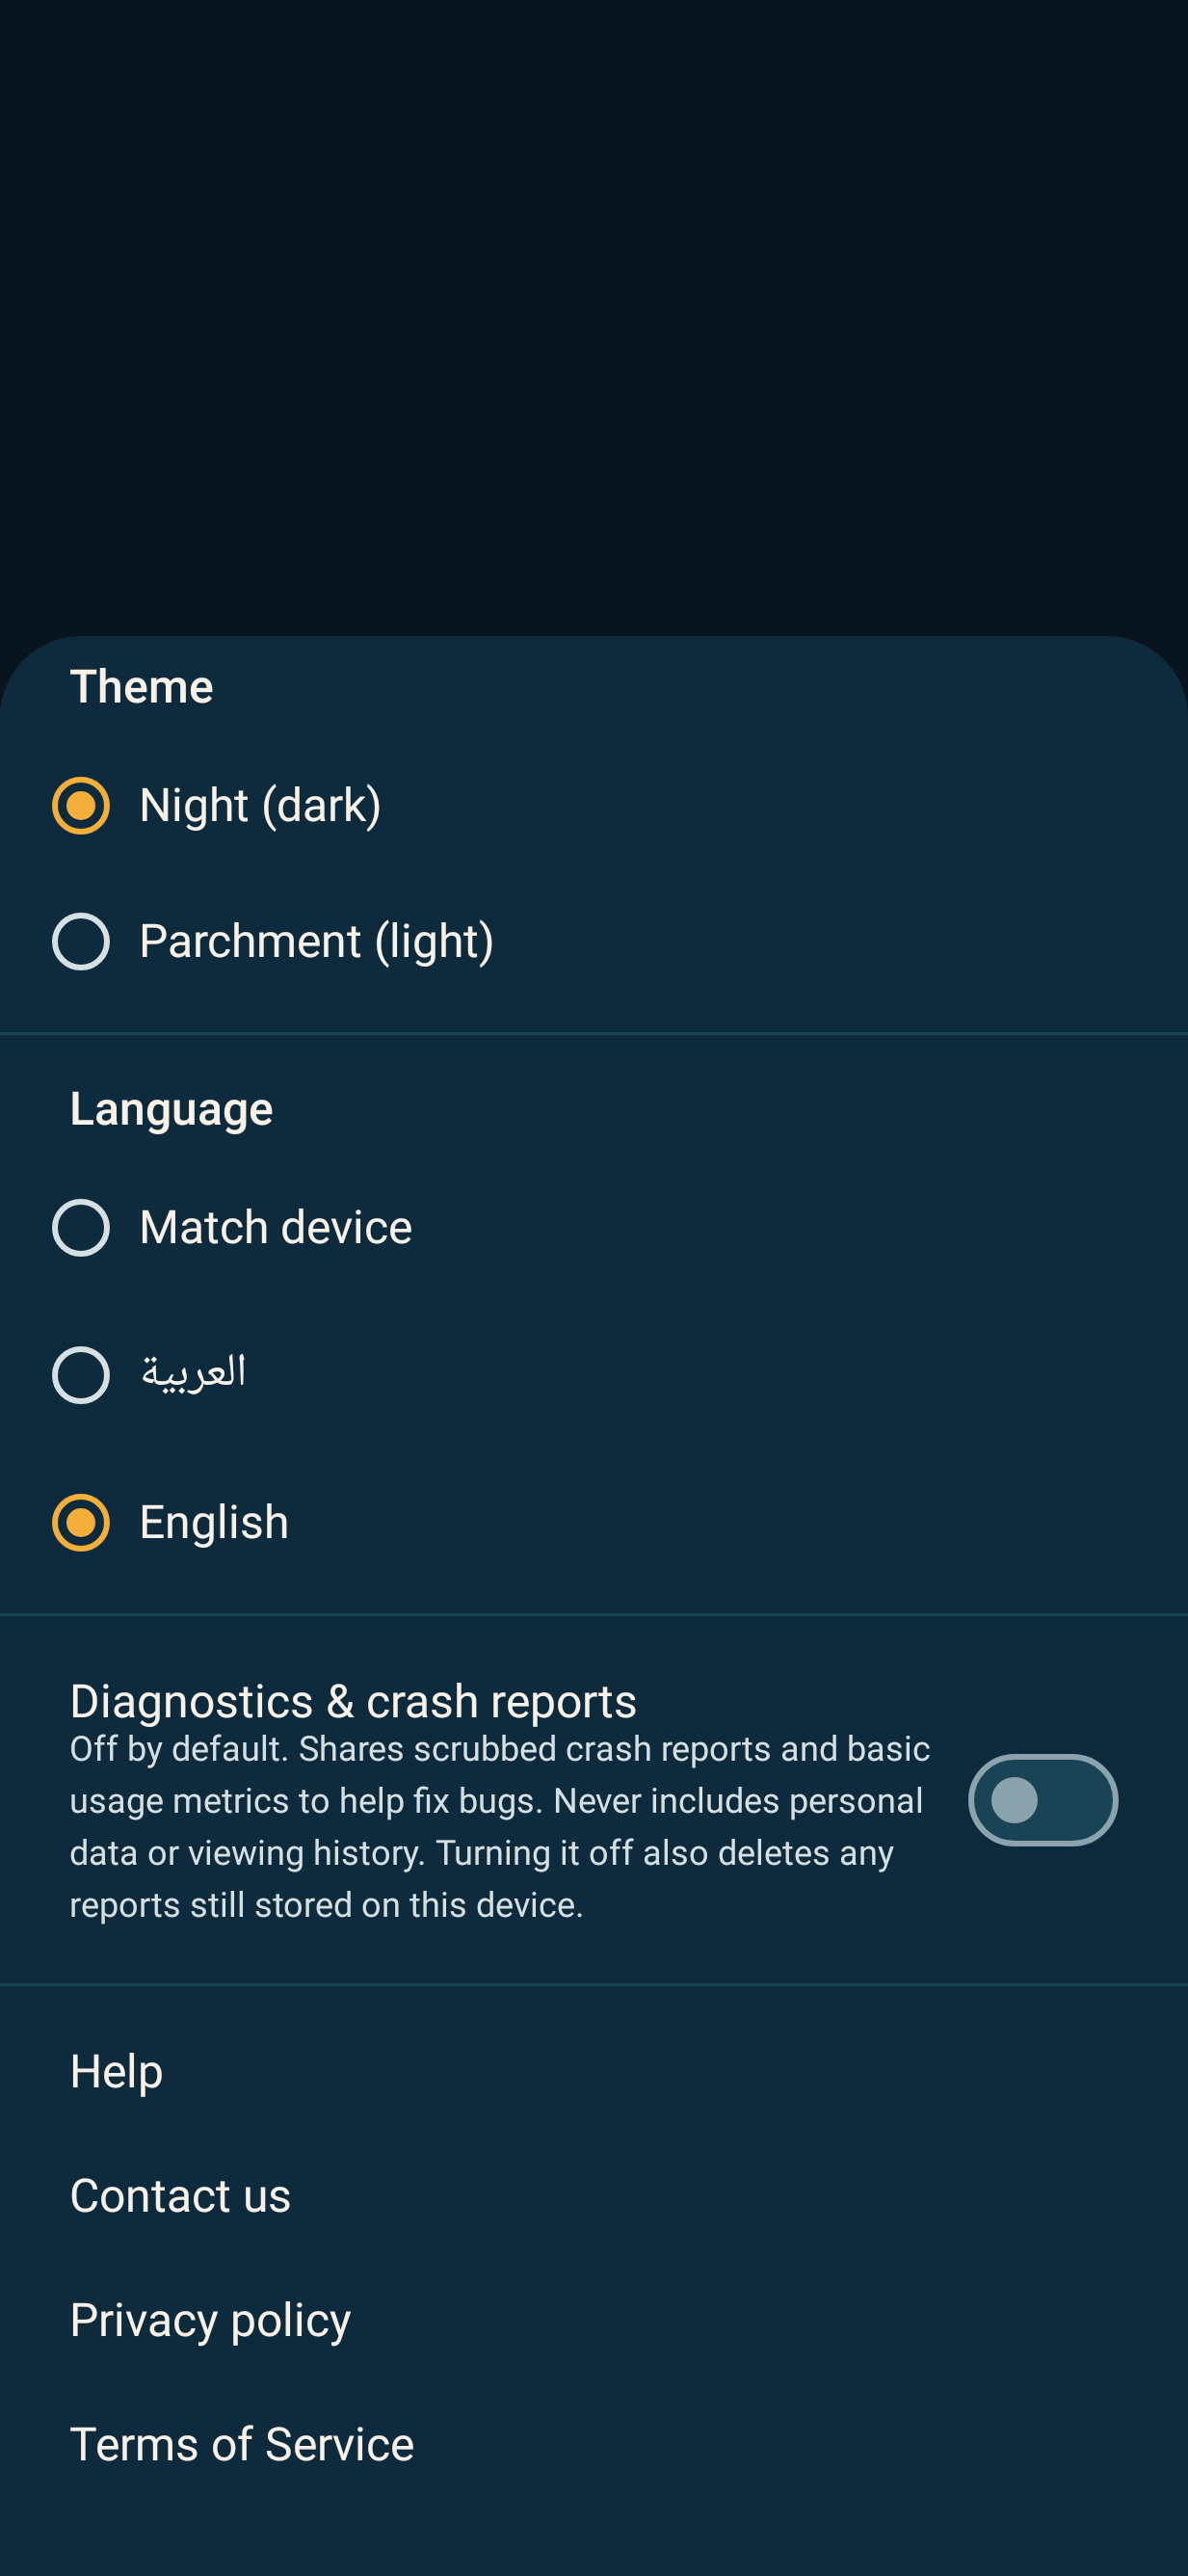 Theme
Night (dark)
Parchment (light)
Language
Match device
العربية
English
Diagnostics & crash reports
Off by default. Shares scrubbed crash reports and basic
usage metrics to help fix bugs. Never includes personal
data or viewing history. Turning it off also deletes any
reports still stored on this device.
Help
Contact us
Privacy policy
Terms of Service